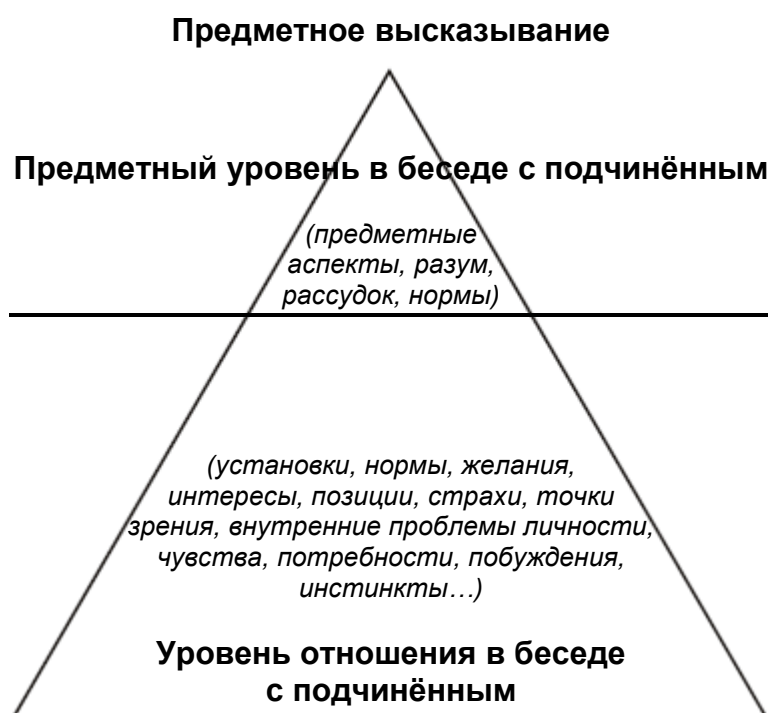 Предметное высказывание
Предметный уровень в беседе с подчинённым
(предметные
аспекты, разум,
рассудок, нормы)
(установки, нормы, желания,
интересы, позиции, страхи, точки
зрения, внутренние проблемы личности,
чувства, потребности, побуждения,
инстинкты…)
Уровень отношения в беседе
с подчинённым